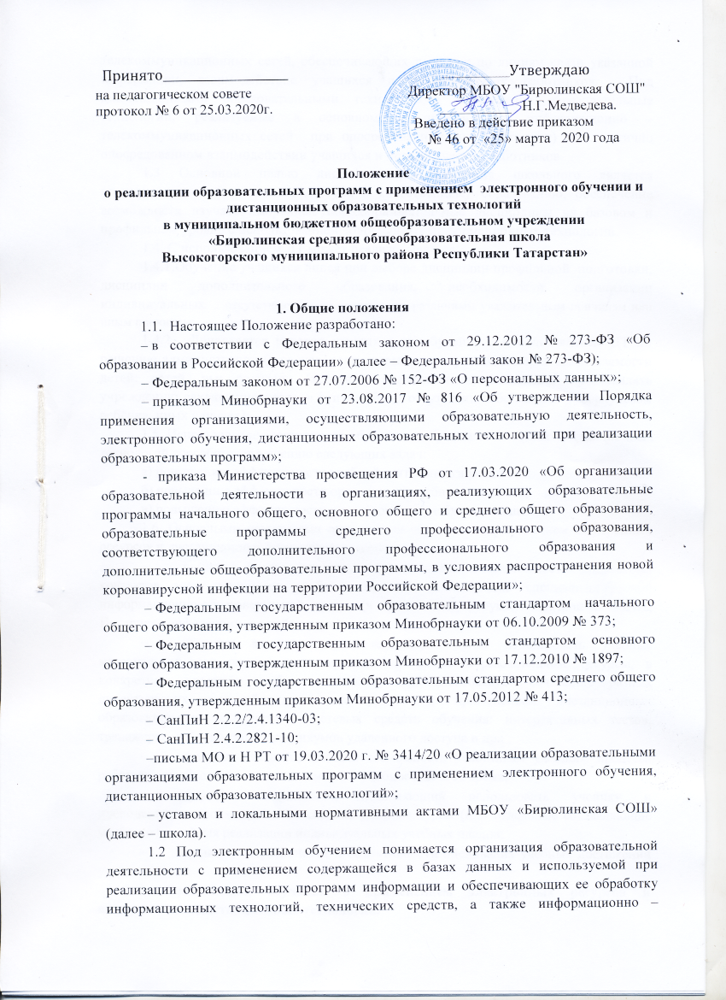 Принято________________
на педагогическом совете
протокол № 6 от 25.03.2020г.
________Утверждаю
Директор МБОУ "Бирюлинская СОШ"
___________Н.Г.Медведева.
Введено в действие приказом
№ 46 от «25» марта 2020 года
Положение
о реализации образовательных программ с применением электронного обучении и
дистанционных образовательных технологий
в муниципальном бюджетном общеобразовательном учреждении
«Бирюлинская средняя общеобразовательная школа
Высокогорского муниципального района Республики Татарстан»
1. Общие положения
1.1. Настоящее Положение разработано:
– в соответствии с Федеральным законом от 29.12.2012 № 273-ФЗ «Об
образовании в Российской Федерации» (далее – Федеральный закон № 273-ФЗ);
– Федеральным законом от 27.07.2006 № 152-ФЗ «О персональных данных»;
– приказом Минобрнауки от 23.08.2017 № 816 «Об утверждении Порядка
применения организациями, осуществляющими образовательную деятельность,
электронного обучения, дистанционных образовательных технологий при реализации
образовательных программ»;
- приказа Министерства просвещения РФ от 17.03.2020 «Об организации
образовательной деятельности в организациях, реализующих образовательные
программы начального общего, основного общего и среднего общего образования,
образовательные программы среднего профессионального образования,
соответствующего дополнительного профессионального образования и
дополнительные общеобразовательные программы, в условиях распространения новой
коронавирусной инфекции на территории Российской Федерации»;
– Федеральным государственным образовательным стандартом начального
общего образования, утвержденным приказом Минобрнауки от 06.10.2009 № 373;
– Федеральным государственным образовательным стандартом основного
общего образования, утвержденным приказом Минобрнауки от 17.12.2010 № 1897;
– Федеральным государственным образовательным стандартом среднего общего
образования, утвержденным приказом Минобрнауки от 17.05.2012 № 413;
– СанПиН 2.2.2/2.4.1340-03;
– СанПиН 2.4.2.2821-10;
–письма МО и Н РТ от 19.03.2020 г. № 3414/20 «О реализации образовательными
организациями образовательных программ с применением электронного обучения,
дистанционных образовательных технологий»;
– уставом и локальными нормативными актами МБОУ «Бирюлинская СОШ»
(далее – школа).
1.2 Под электронным обучением понимается организация образовательной
деятельности с применением содержащейся в базах данных и используемой при
реализации образовательных программ информации и обеспечивающих ее обработку
информационных технологий, технических средств, а также информационно –